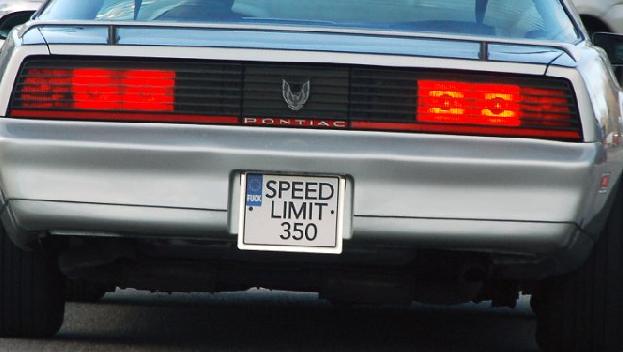 PONTIAC
SPEED
FUCK LIMIT
350